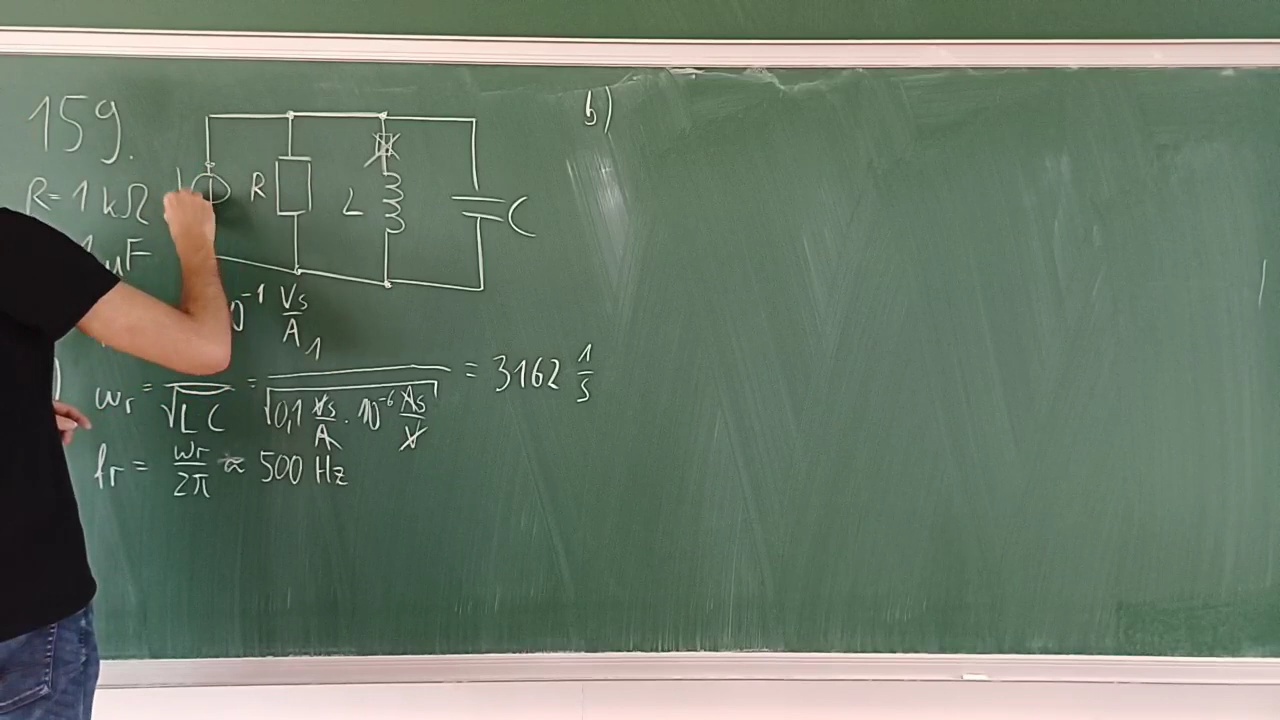 159.
b)
R = 1 kΩ
R
L
C
1 µF
10⁻¹ Vs/A
ωr = 1/√(LC) = 1/√(0,1 Vs/A · 10⁻⁶ As/V) = 3162 1/s
fr = ωr/2π ≈ 500 Hz